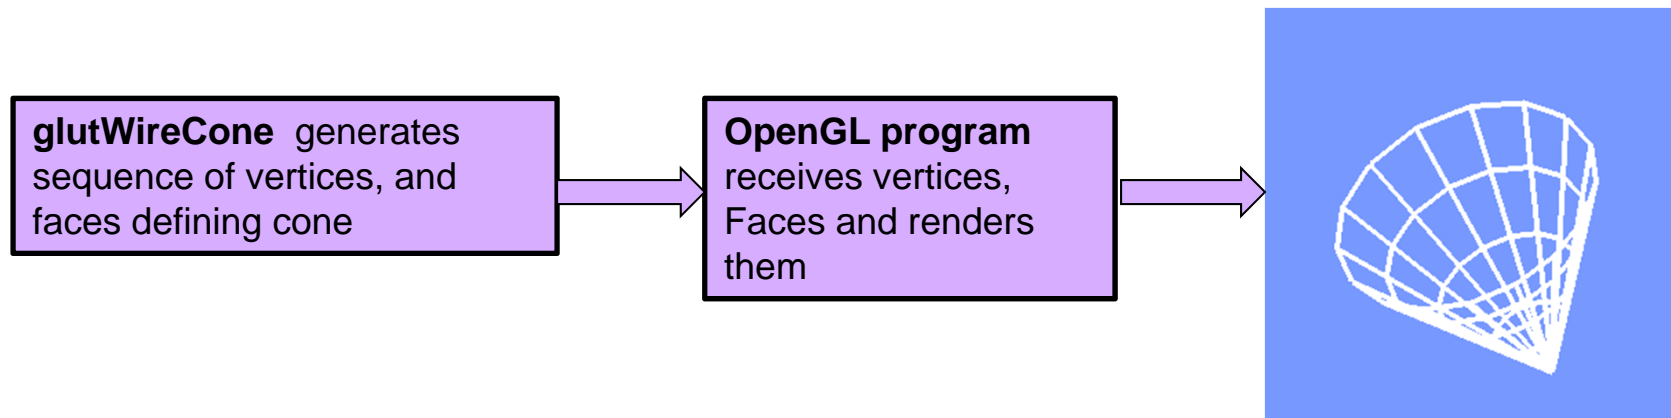 glutWireCone generates
sequence of vertices, and
faces defining cone
OpenGL program
receives vertices,
Faces and renders
them